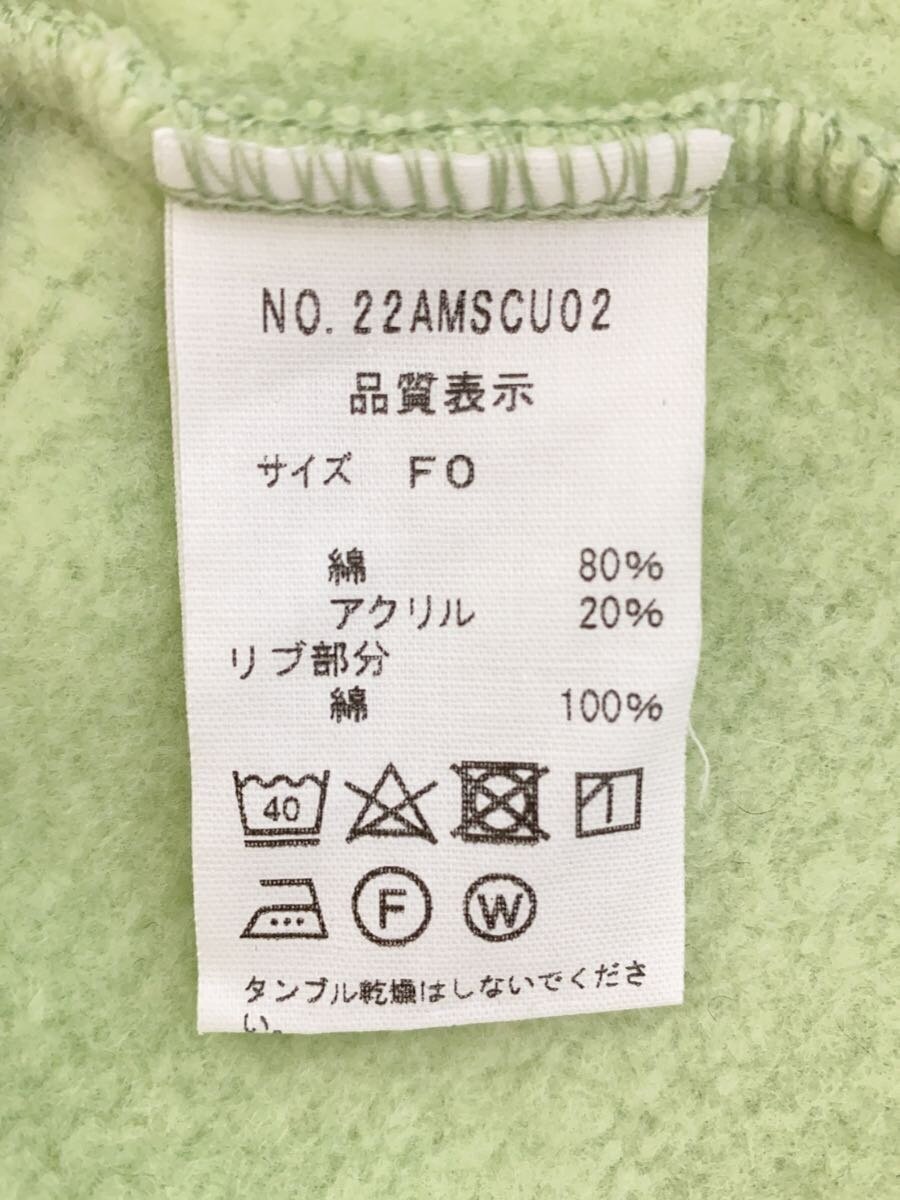 NO. 22AMSCU02
品質表示
サイズ FO
綿 80%
アクリル 20%
リブ部分
綿 100%
40
F W
タンブル乾燥はしないでくださ
い。